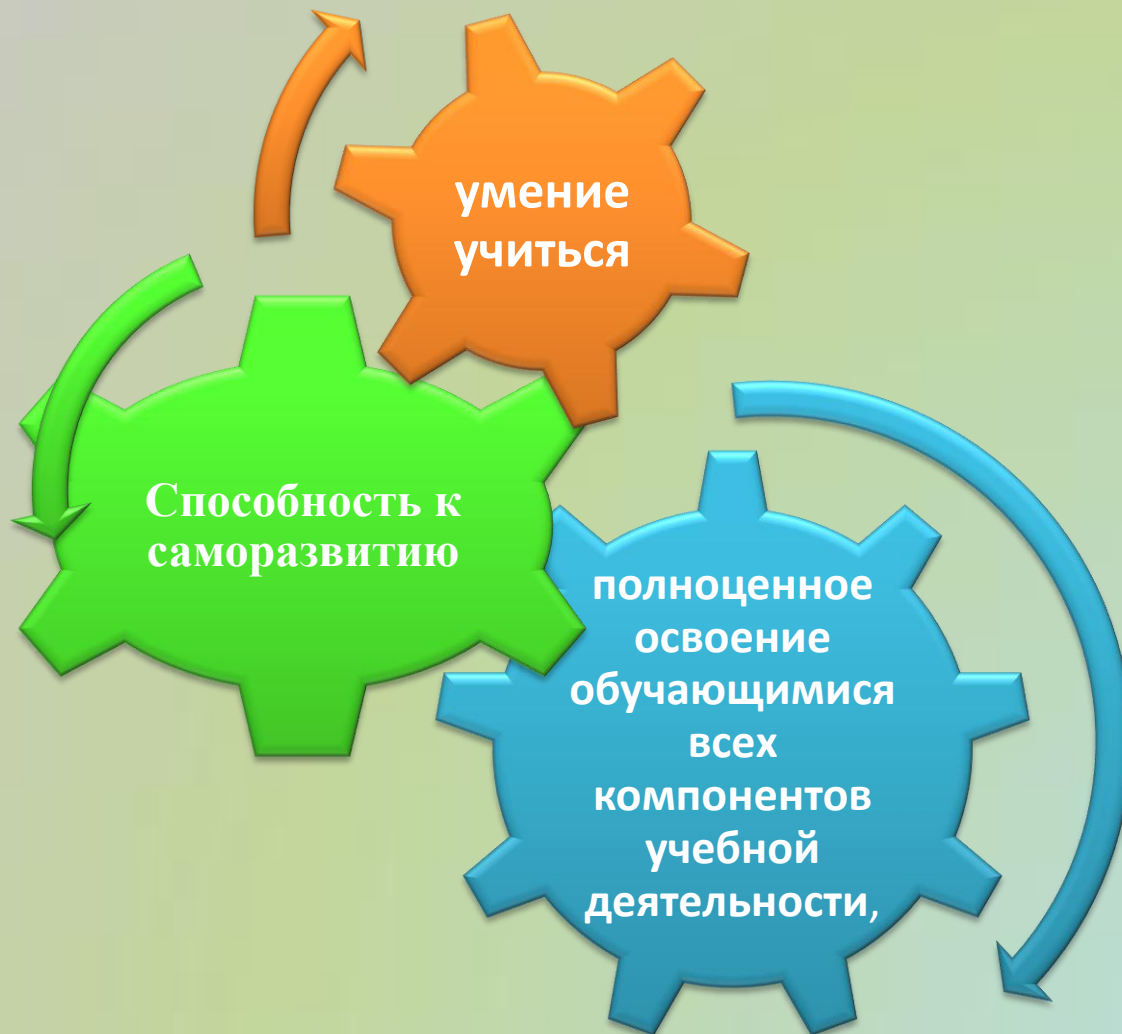 умение
учиться
Способность к
саморазвитию
полноценное
освоение
обучающимися
всех
компонентов
учебной
деятельности,